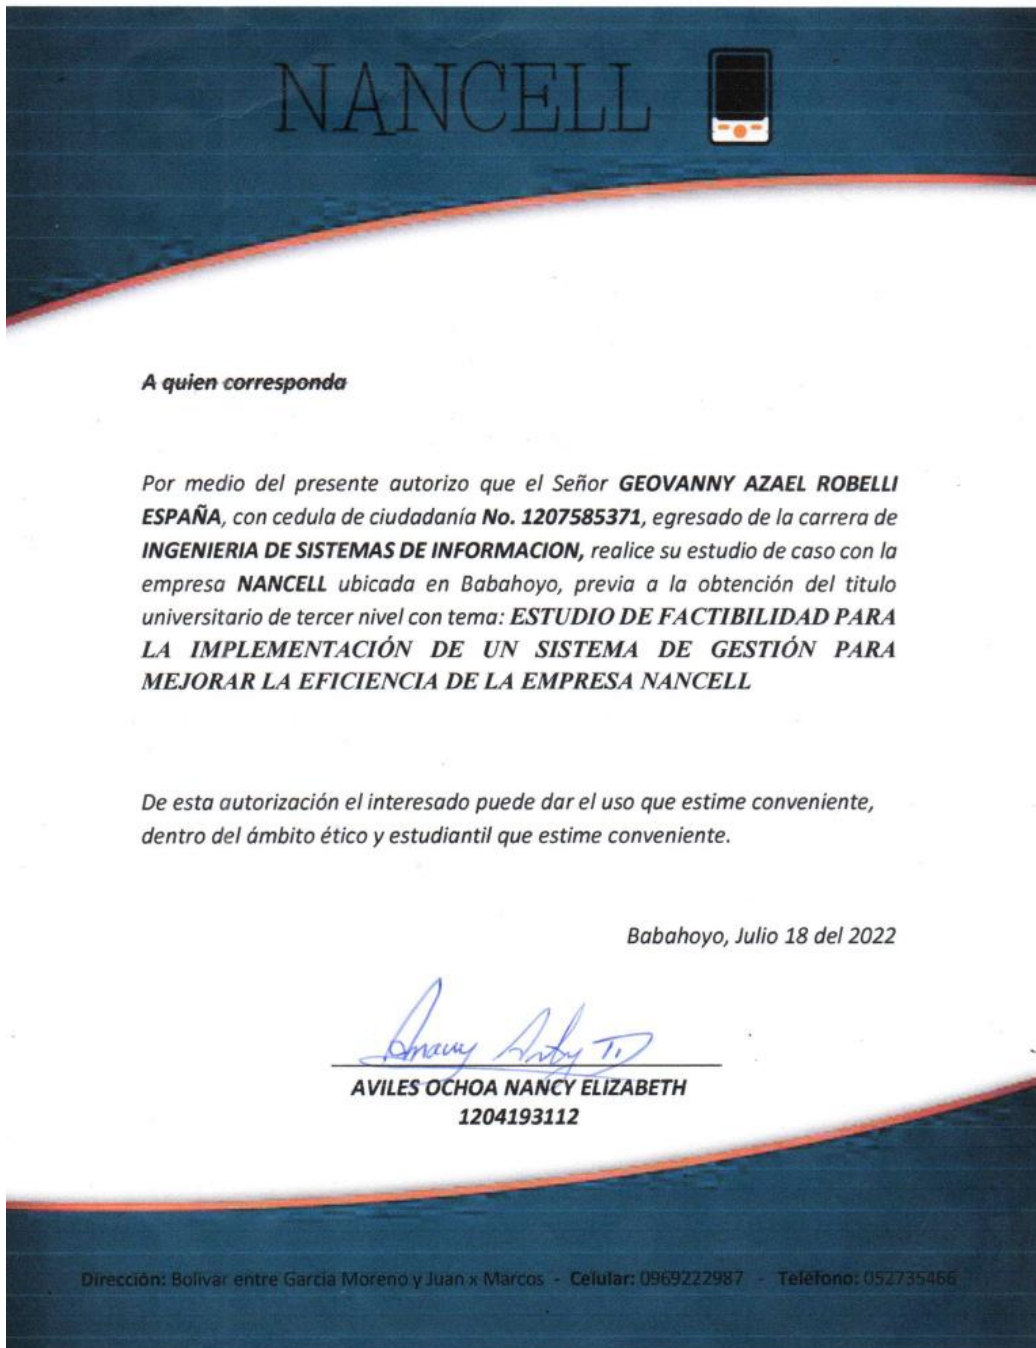 NANCELL
A quien corresponda
Por medio del presente autorizo que el Señor GEOVANNY AZAEL ROBELLI
ESPAÑA, con cedula de ciudadanía No. 1207585371, egresado de la carrera de
INGENIERIA DE SISTEMAS DE INFORMACION, realice su estudio de caso con la
empresa NANCELL ubicada en Babahoyo, previa a la obtención del titulo
universitario de tercer nivel con tema: ESTUDIO DE FACTIBILIDAD PARA
LA IMPLEMENTACIÓN DE UN SISTEMA DE GESTIÓN PARA
MEJORAR LA EFICIENCIA DE LA EMPRESA NANCELL
De esta autorización el interesado puede dar el uso que estime conveniente,
dentro del ámbito ético y estudiantil que estime conveniente.
Babahoyo, Julio 18 del 2022
AVILES OCHOA NANCY ELIZABETH
1204193112
Dirección: Bolivar entre Garcia Moreno y Juan x Marcos - Celular: 0969222987 - Teléfono: 052735466